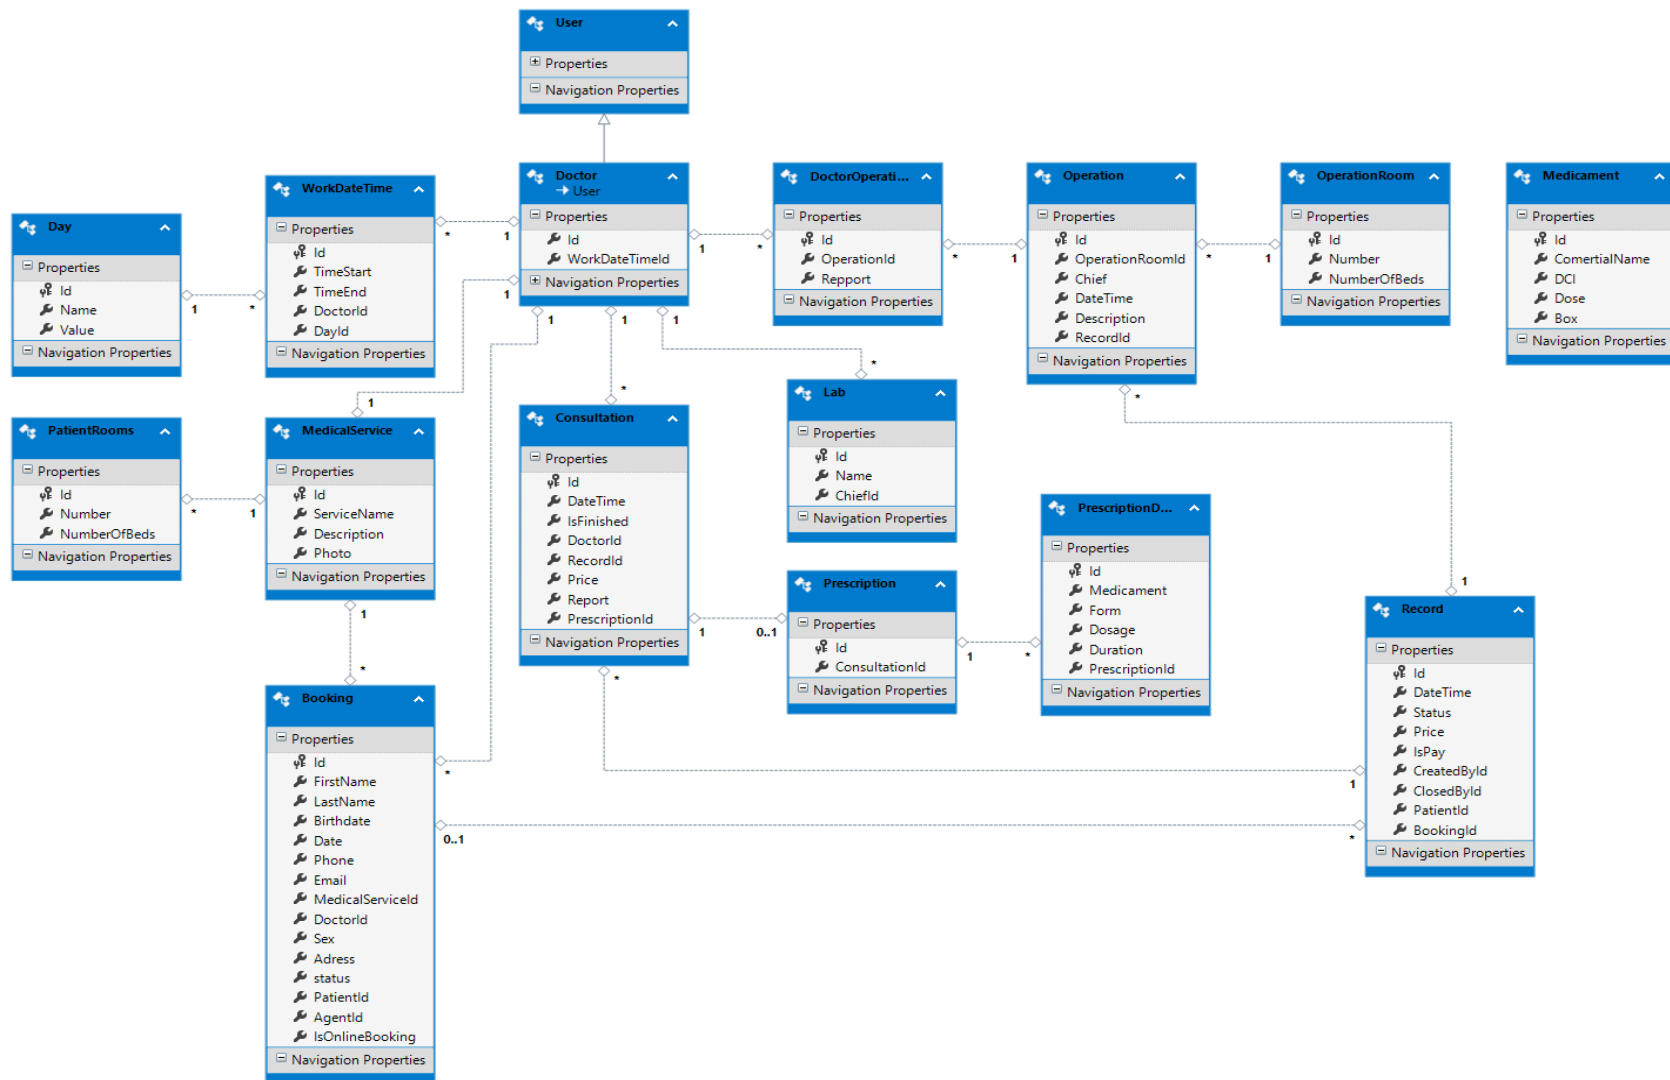 User
Properties
Navigation Properties
Doctor
User
Properties
Id
WorkDateTimeId
Navigation Properties
WorkDateTime
Properties
Id
TimeStart
TimeEnd
DoctorId
DayId
Navigation Properties
Day
Properties
Id
Name
Value
Navigation Properties
DoctorOperati...
Properties
Id
OperationId
Repport
Navigation Properties
Operation
Properties
Id
OperationRoomId
Chief
DateTime
Description
RecordId
Navigation Properties
OperationRoom
Properties
Id
Number
NumberOfBeds
Navigation Properties
Medicament
Properties
Id
ComertialName
DCI
Dose
Box
Navigation Properties
PatientRooms
Properties
Id
Number
NumberOfBeds
Navigation Properties
MedicalService
Properties
Id
ServiceName
Description
Photo
Navigation Properties
Consultation
Properties
Id
DateTime
IsFinished
DoctorId
RecordId
Price
Report
PrescriptionId
Navigation Properties
Lab
Properties
Id
Name
ChiefId
Navigation Properties
Prescription
Properties
Id
ConsultationId
Navigation Properties
PrescriptionD...
Properties
Id
Medicament
Form
Dosage
Duration
PrescriptionId
Navigation Properties
Record
Properties
Id
DateTime
Status
Price
IsPay
CreatedById
ClosedById
PatientId
BookingId
Navigation Properties
Booking
Properties
Id
FirstName
LastName
Birthdate
Date
Phone
Email
MedicalServiceId
DoctorId
Sex
Adress
status
PatientId
AgentId
IsOnlineBooking
Navigation Properties
1
*
*
1
1
*
*
1
*
1
1
1
1
1
1
*
*
*
1
*
1
*
1
0..1
1
*
*
1
*
1
0..1
*